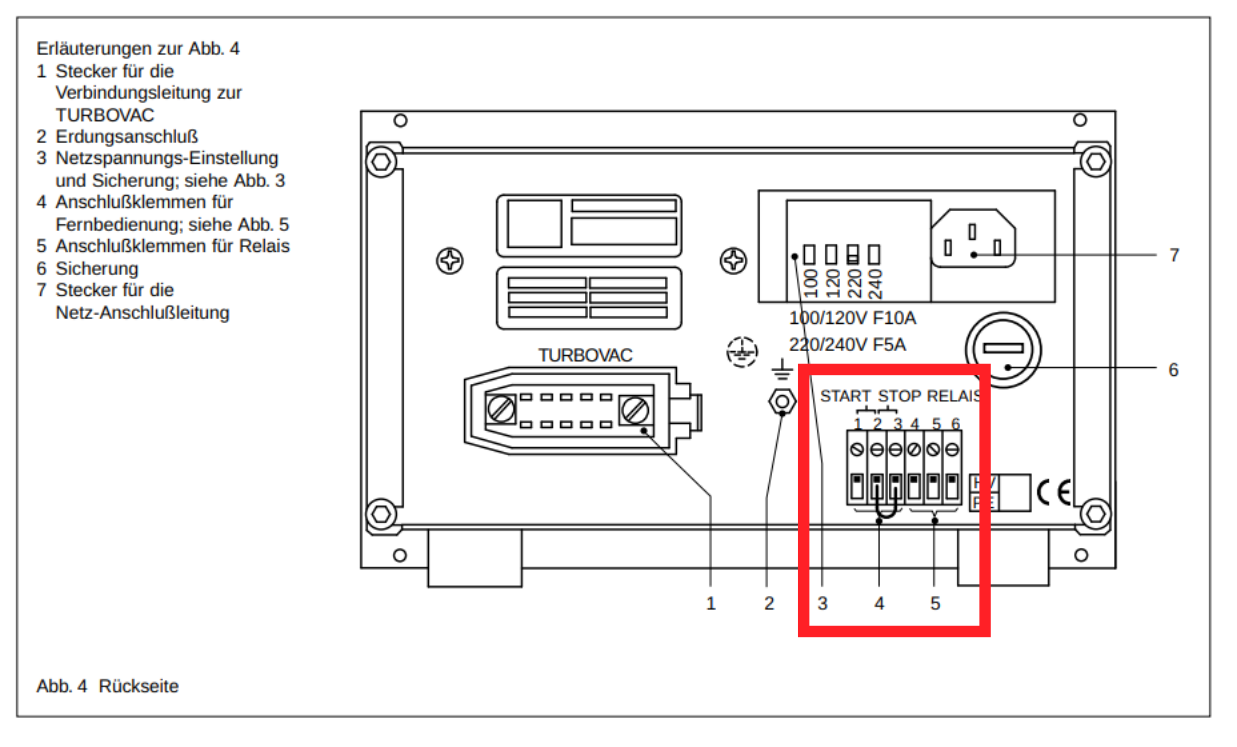 Erläuterungen zur Abb. 4
1 Stecker für die
Verbindungsleitung zur
TURBOVAC
2 Erdungsanschluß
3 Netzspannungs-Einstellung
und Sicherung; siehe Abb. 3
4 Anschlußklemmen für
Fernbedienung; siehe Abb. 5
5 Anschlußklemmen für Relais
6 Sicherung
7 Stecker für die
Netz-Anschlußleitung
100
120
220
240
7
100/120V F10A
220/240V F5A
TURBOVAC
6
START STOP RELAIS
1 2 3 4 5 6
HV
CE
1 2 3 4 5
Abb. 4 Rückseite